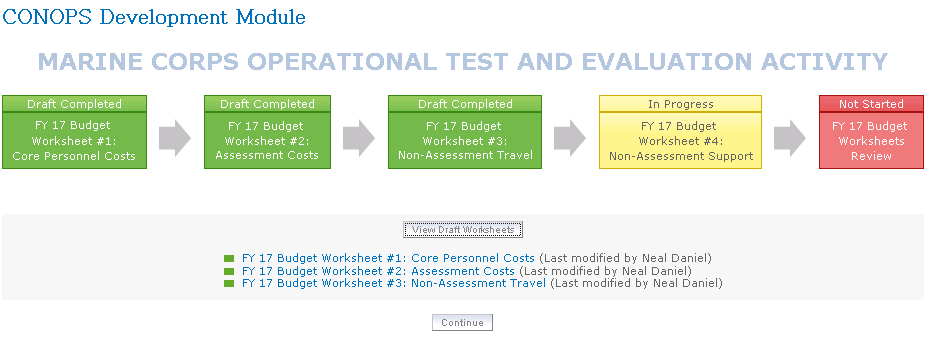 CONOPS Development Module
MARINE CORPS OPERATIONAL TEST AND EVALUATION ACTIVITY
Draft Completed
FY 17 Budget
Worksheet #1:
Core Personnel Costs
Draft Completed
FY 17 Budget
Worksheet #2:
Assessment Costs
Draft Completed
FY 17 Budget
Worksheet #3:
Non-Assessment Travel
In Progress
FY 17 Budget
Worksheet #4:
Non-Assessment Support
Not Started
FY 17 Budget
Worksheets
Review
View Draft Worksheets
FY 17 Budget Worksheet #1: Core Personnel Costs (Last modified by Neal Daniel)
FY 17 Budget Worksheet #2: Assessment Costs (Last modified by Neal Daniel)
FY 17 Budget Worksheet #3: Non-Assessment Travel (Last modified by Neal Daniel)
Continue